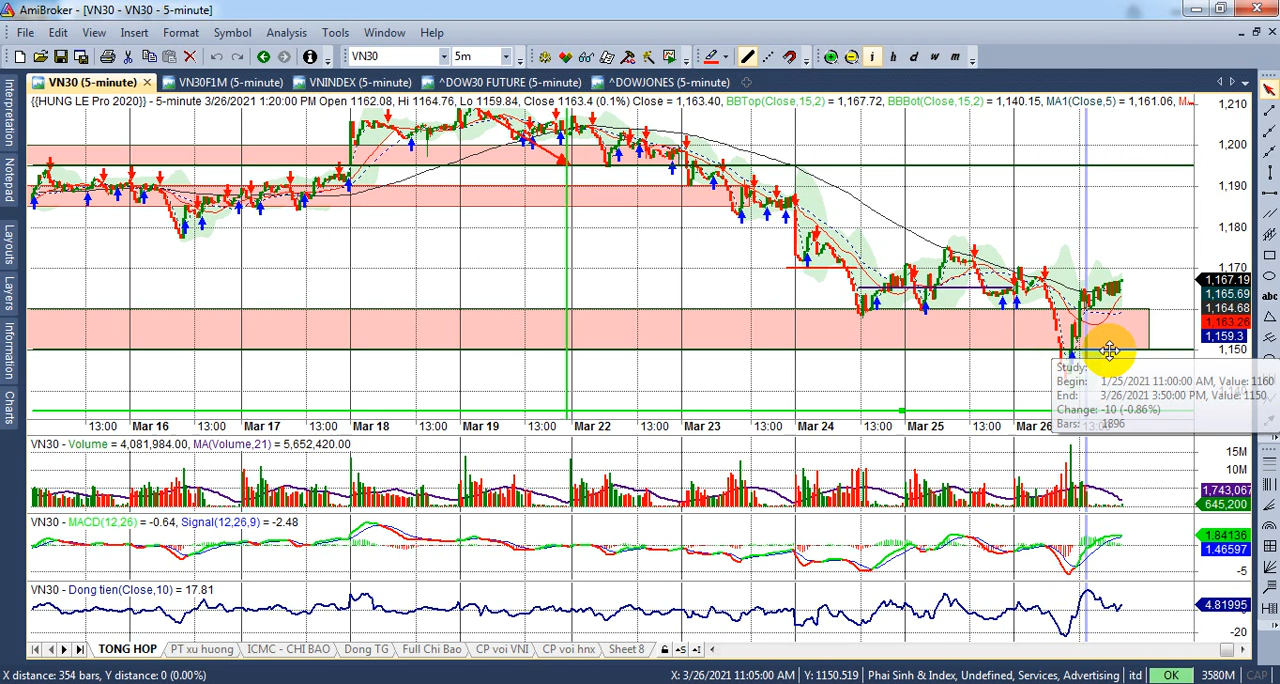 AmiBroker - [VN30 - VN30 - 5-minute]
File Edit View Insert Format Symbol Analysis Tools Window Help
VN30 5m i h d w m
VN30 (5-minute) VN30F1M (5-minute) VNINDEX (5-minute) ^DOW30 FUTURE (5-minute) ^DOWJONES (5-minute)
{{HUNG LE Pro 2020}} - 5-minute 3/26/2021 1:20:00 PM Open 1162.08, Hi 1164.76, Lo 1159.84, Close 1163.4 (0.1%) Close = 1,163.40, BBTop(Close,15,2) = 1,167.72, BBBot(Close,15,2) = 1,140.15, MA1(Close,5) = 1,161.06,
Interpretation
Notepad
Layouts
Layers
Information
Charts
abc
1,210
1,200
1,190
1,180
1,170
1,167.19
1,165.69
1,164.68
1,163.26
1,159.3
1,150
Study:
Begin: 1/25/2021 11:00:00 AM, Value: 1160
End: 3/26/2021 3:50:00 PM, Value: 1150
Change: -10 (-0.86%)
Bars: 1896
13:00 Mar 16 13:00 Mar 17 13:00 Mar 18 13:00 Mar 19 13:00 Mar 22 13:00 Mar 23 13:00 Mar 24 13:00 Mar 25 13:00 Mar 26 13:00
VN30 - Volume = 4,081,984.00, MA(Volume,21) = 5,652,420.00
15M
10M
1,743,067
645,200
VN30 - MACD(12,26) = -0.64, Signal(12,26,9) = -2.48
1.84136
1.46597
-5
VN30 - Dong tien(Close,10) = 17.81
4.81995
-20
TONG HOP PT xu huong ICMC - CHI BAO Dong TG Full Chi Bao CP voi VNI CP voi hnx Sheet 8
X distance: 354 bars, Y distance: 0 (0.00%) X: 3/26/2021 11:05:00 AM Y: 1150.519 Phai Sinh & Index, Undefined, Services, Advertising itd OK 3580M CAP